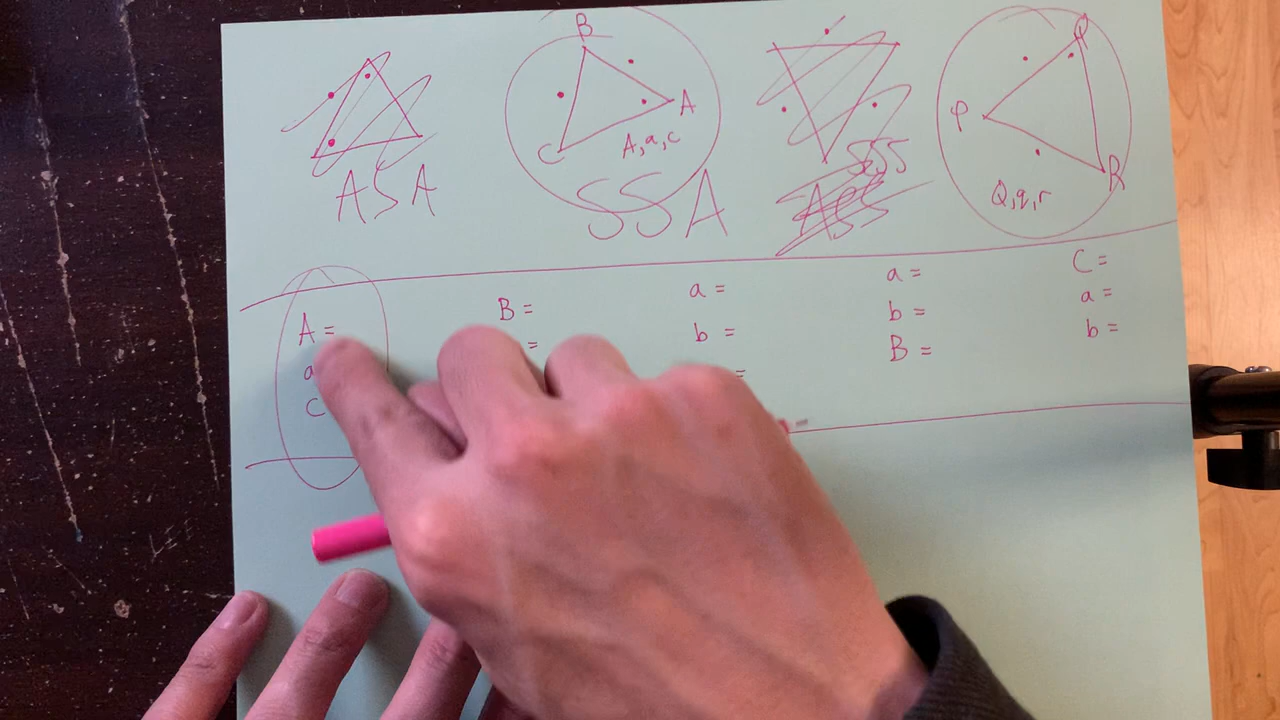 B
A
C
A, a, c
ASA
SSA
SSS
Q
P
R
Q, q, r
A =
a
c
B =
=
a =
b =
=
a =
b =
B =
C =
a =
b =